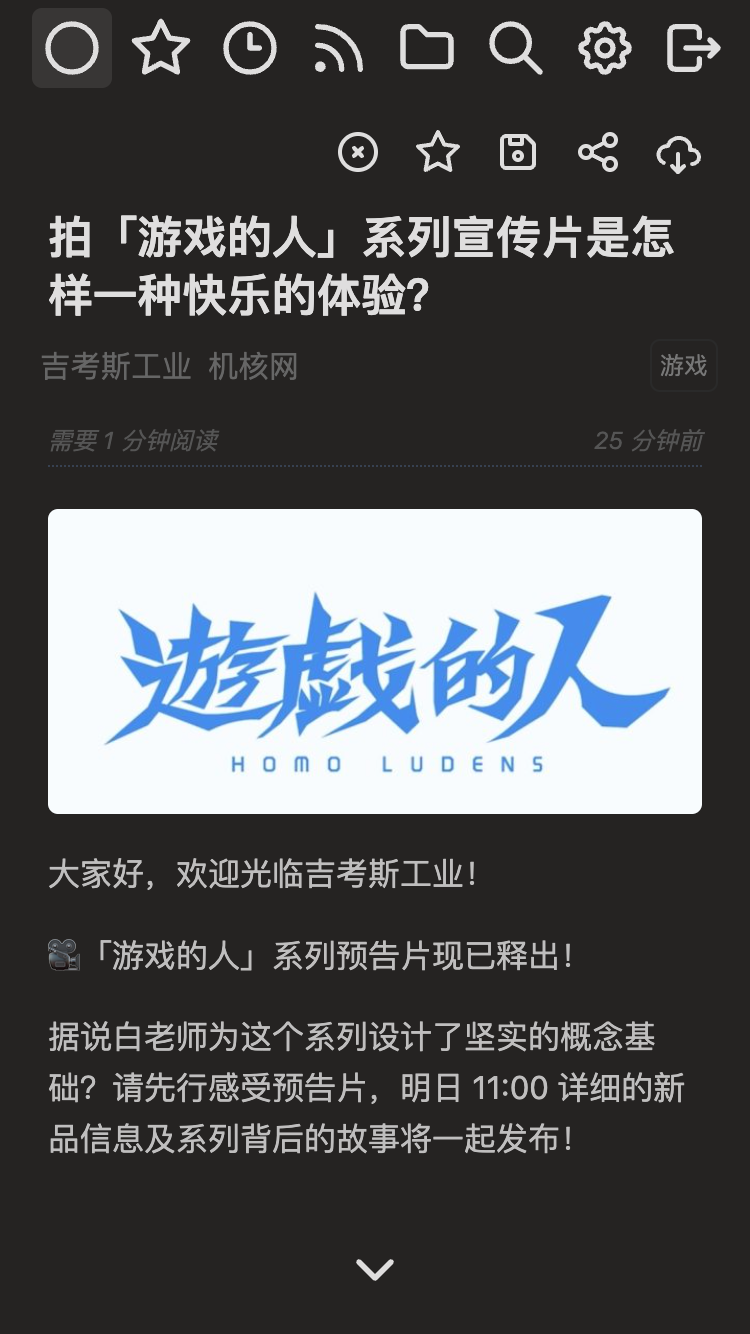 拍「游戏的人」系列宣传片是怎
样一种快乐的体验？
吉考斯工业 机核网
游戏
需要 1 分钟阅读
25 分钟前
遊戯的人
HOMO LUDENS
大家好，欢迎光临吉考斯工业！
🎥「游戏的人」系列预告片现已释出！
据说白老师为这个系列设计了坚实的概念基
础？请先行感受预告片，明日 11:00 详细的新
品信息及系列背后的故事将一起发布！